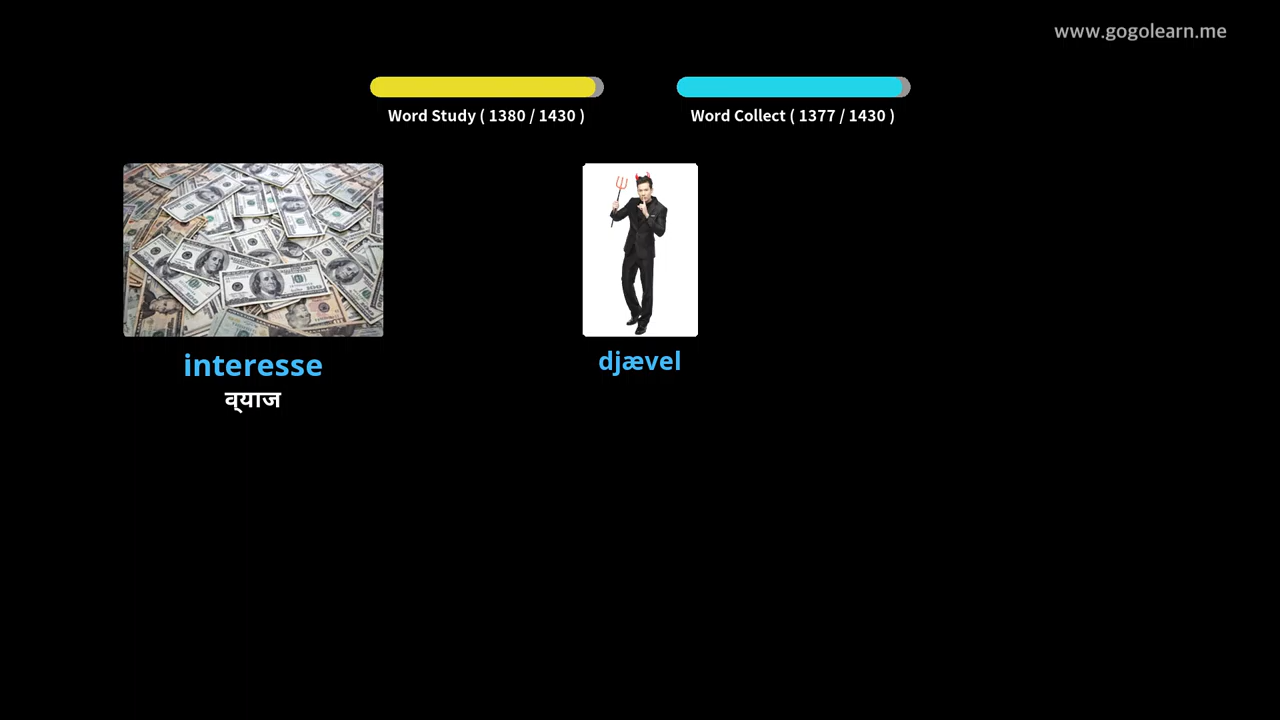 www.gogolearn.me
Word Study ( 1380 / 1430 )
Word Collect ( 1377 / 1430 )
interesse
व्याज
djævel